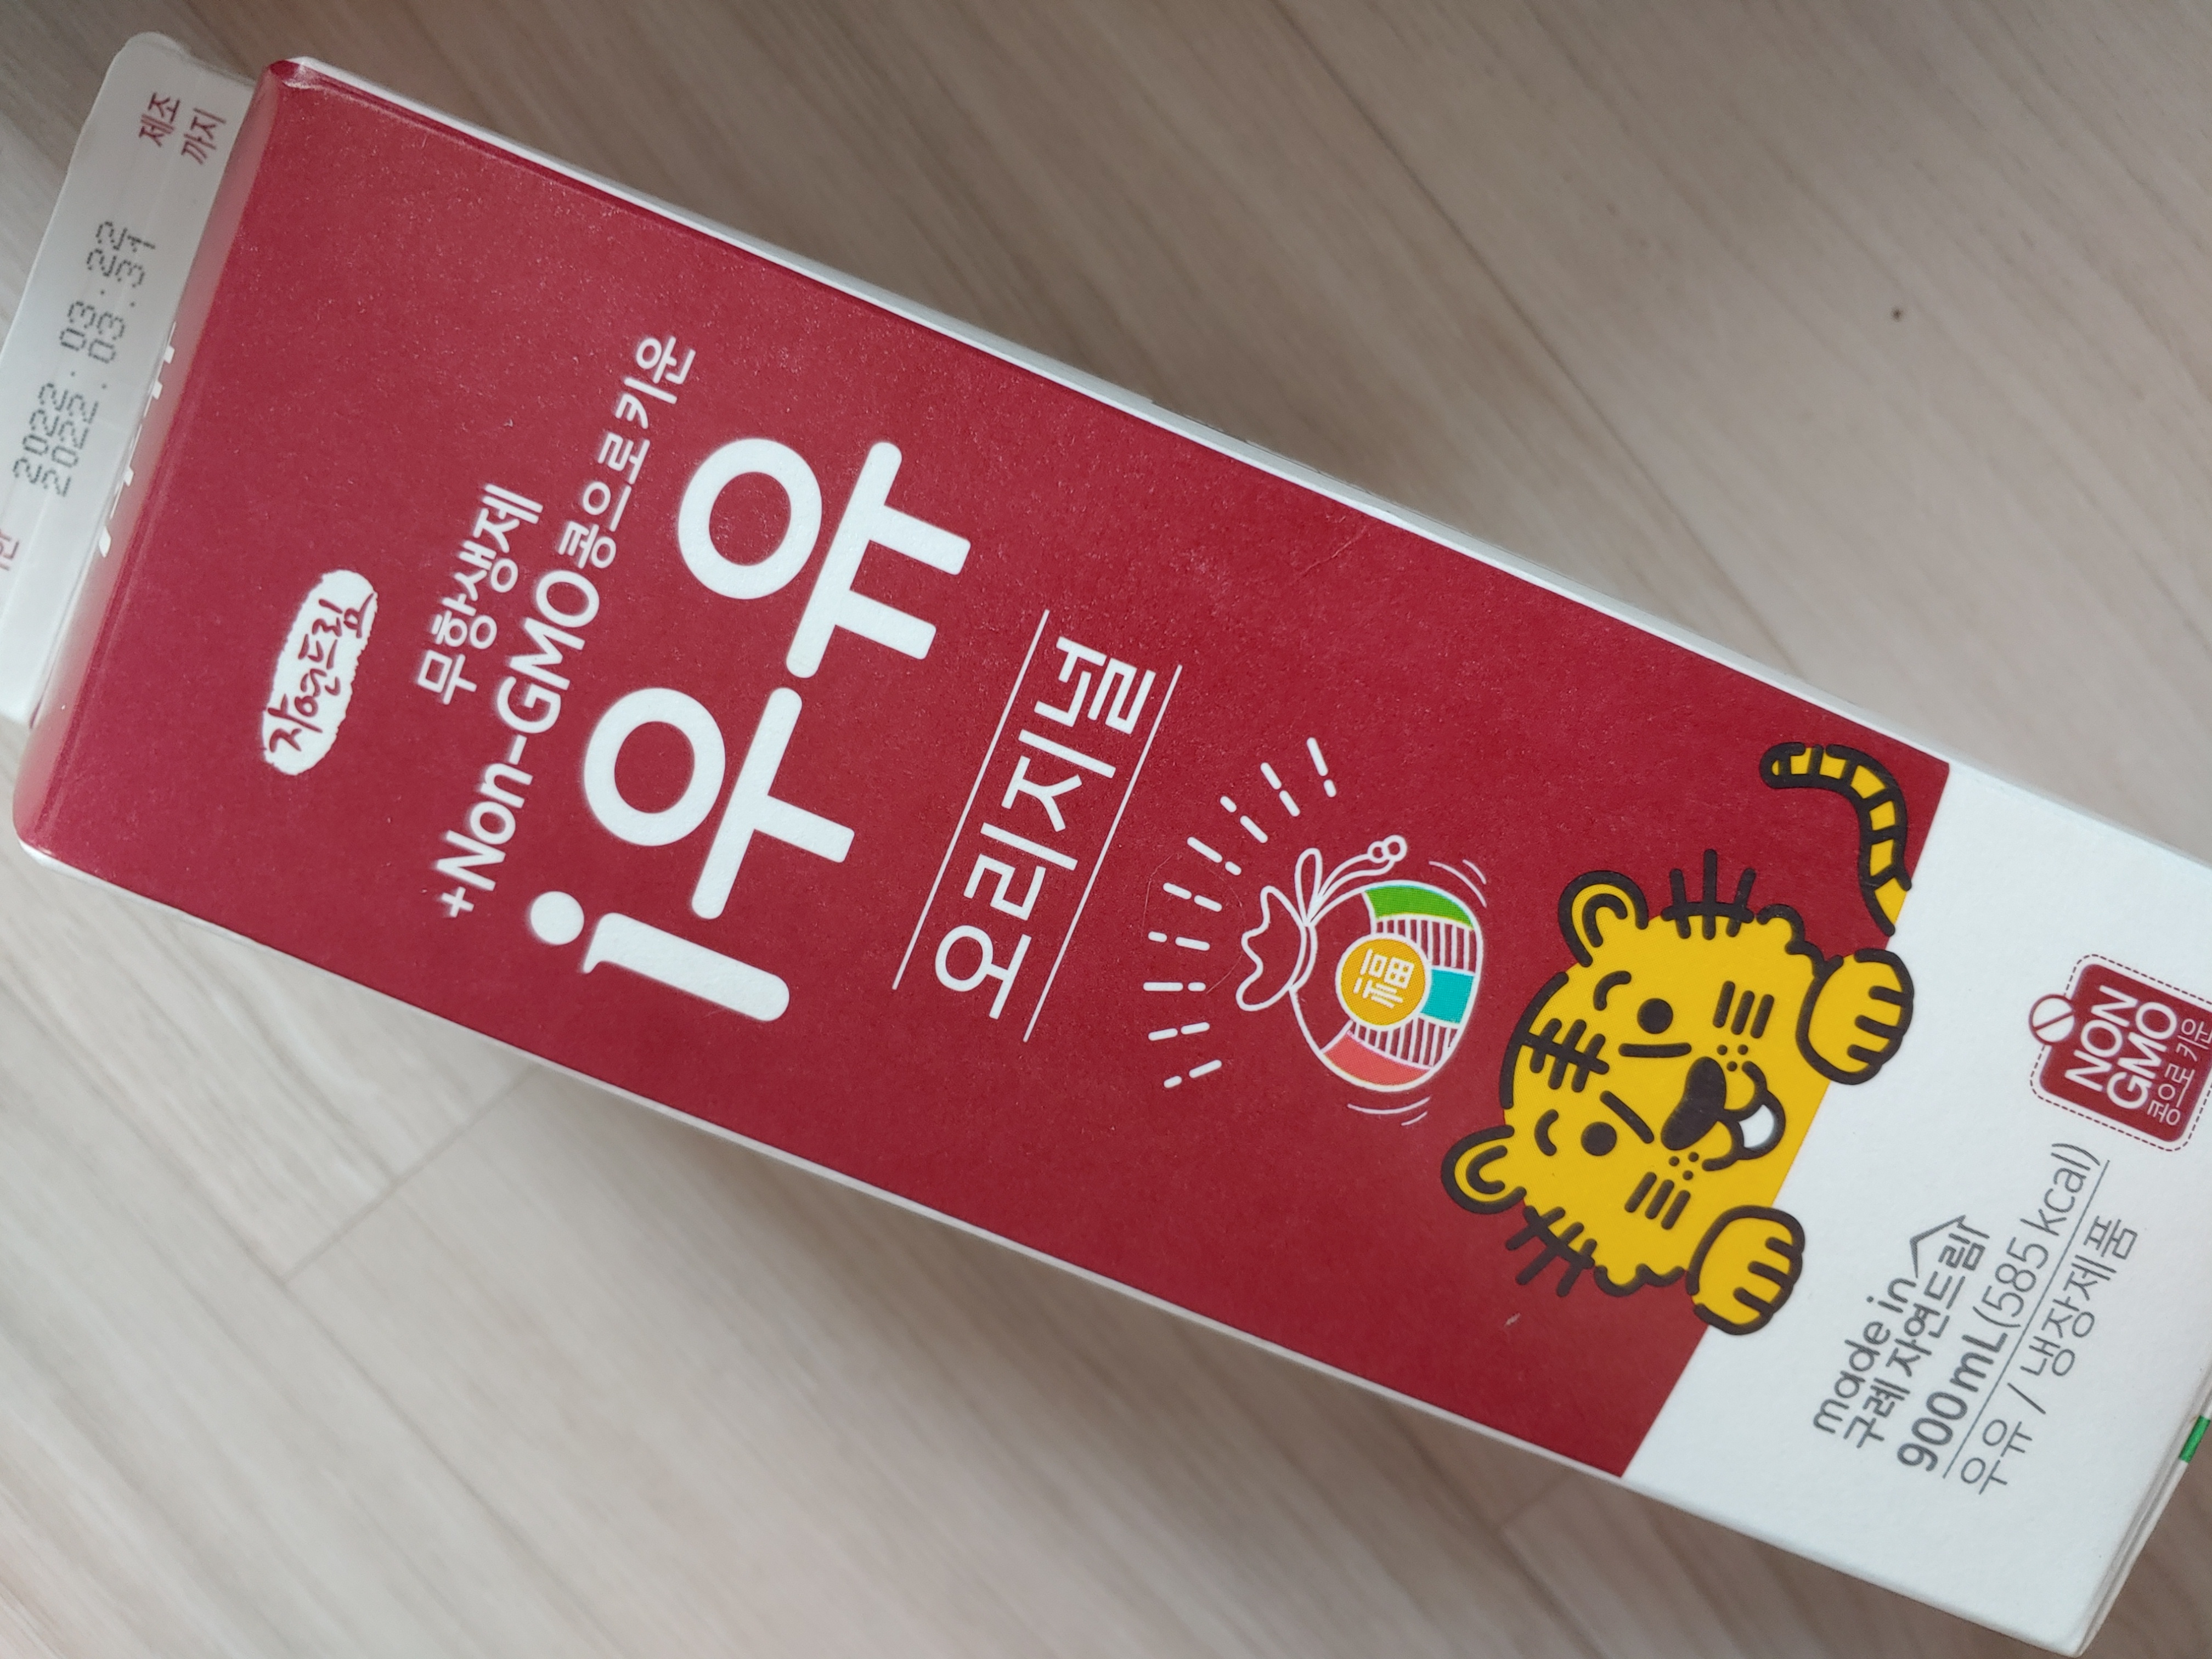 2022.03.22 제조
2022.03.31 까지
자연드림
무항생제
+Non-GMO콩으로키운
i우유
오리지널
福
made in
구례 자연드림
900mL(585 kcal)
우유 / 냉장제품
NON
GMO
콩으로키운